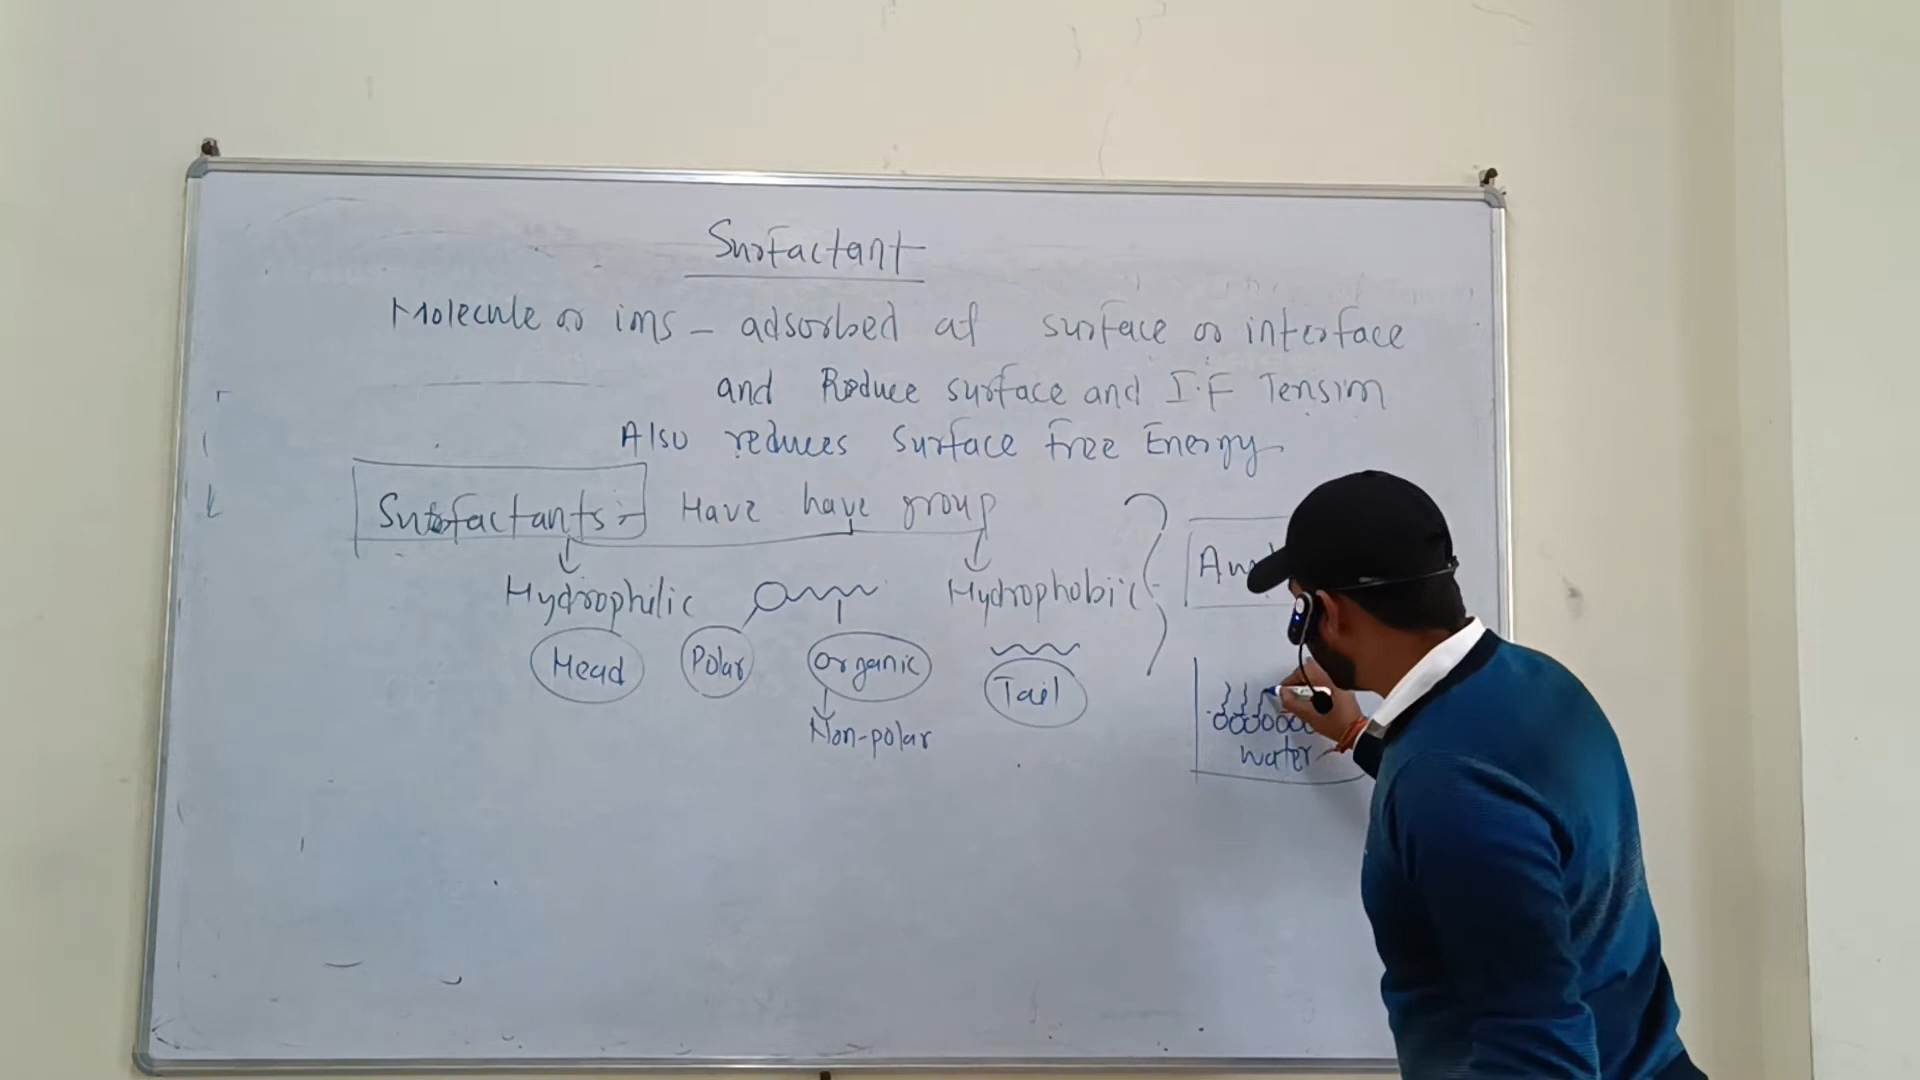 Surfactant
Molecule or ions - adsorbed at surface or interface
and Reduce surface and I.F Tension
Also reduces Surface Free Energy
Surfactants:- Have have group
Hydrophilic Hydrophobic
Head Polar organic Tail
Non-polar
water